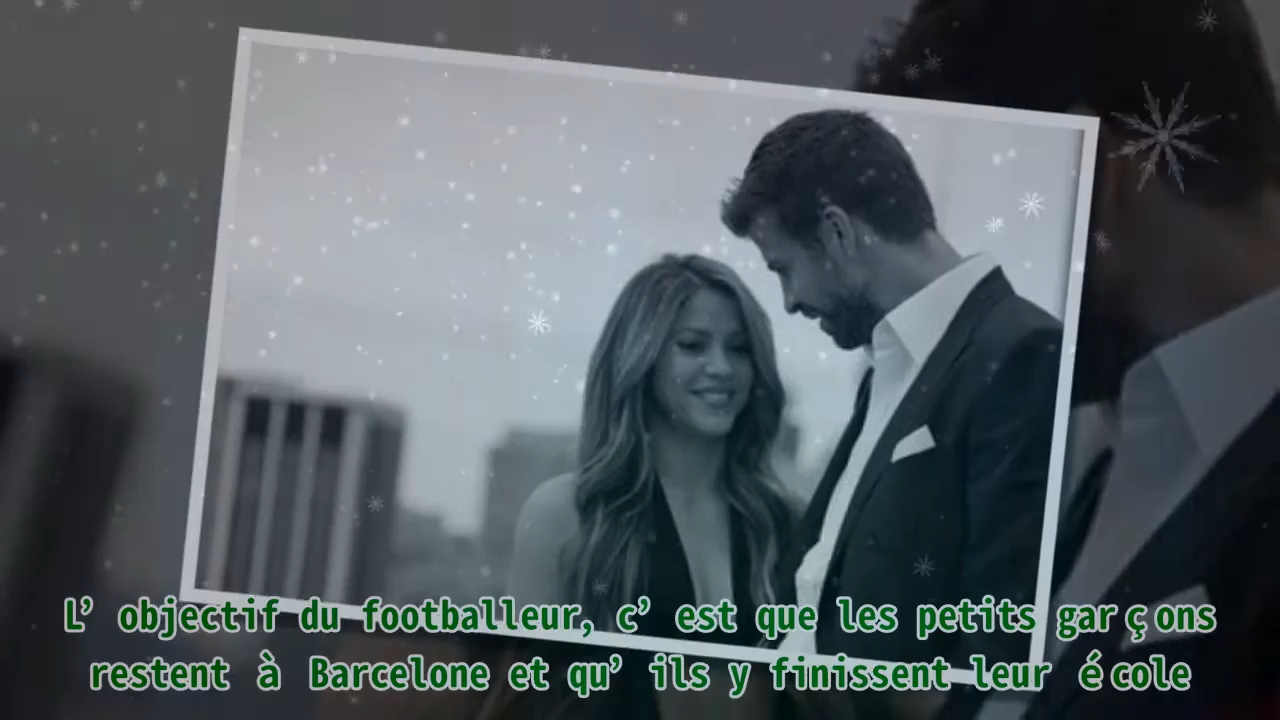 L’ objectif du footballeur, c’ est que les petits garçons
restent à Barcelone et qu’ ils y finissent leur école